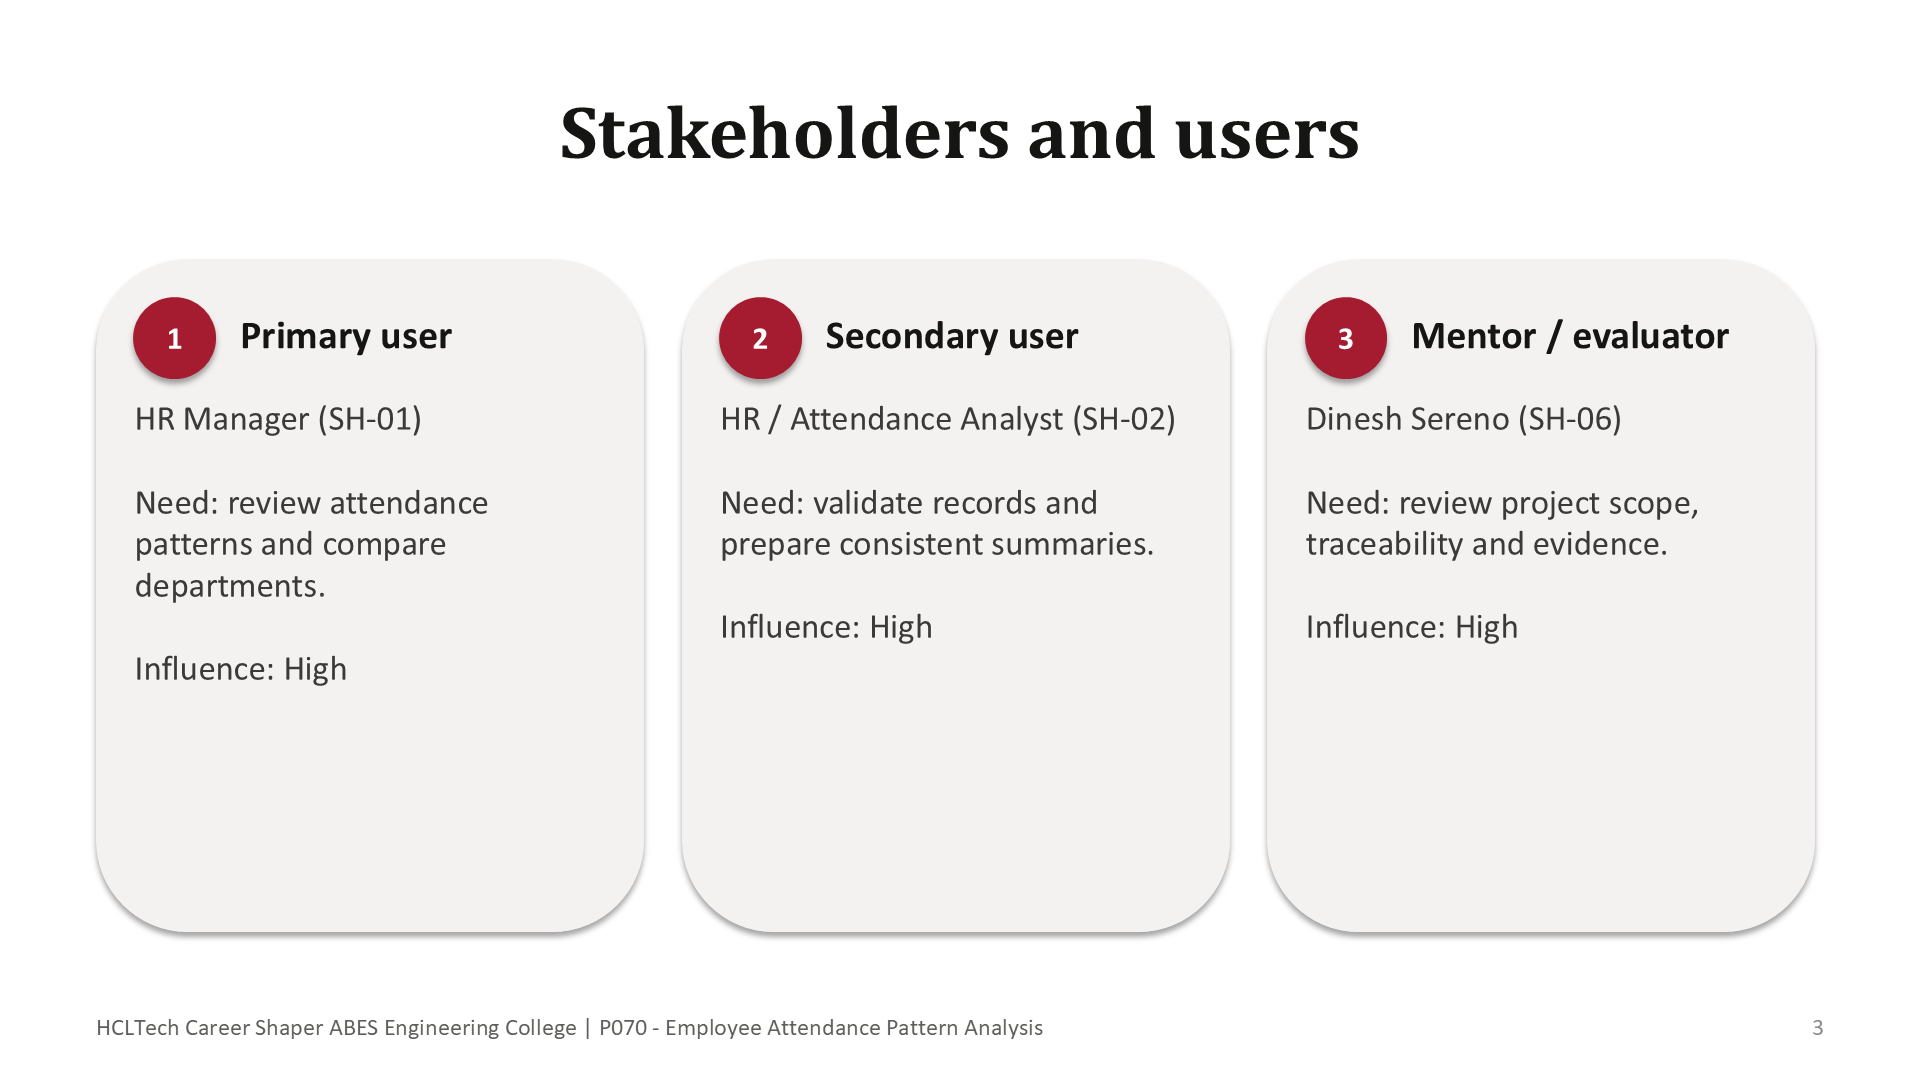 Stakeholders and users
1
Primary user
HR Manager (SH-01)
Need: review attendance
patterns and compare
departments.
Influence: High
2
Secondary user
HR / Attendance Analyst (SH-02)
Need: validate records and
prepare consistent summaries.
Influence: High
3
Mentor / evaluator
Dinesh Sereno (SH-06)
Need: review project scope,
traceability and evidence.
Influence: High
HCLTech Career Shaper ABES Engineering College | P070 - Employee Attendance Pattern Analysis
3